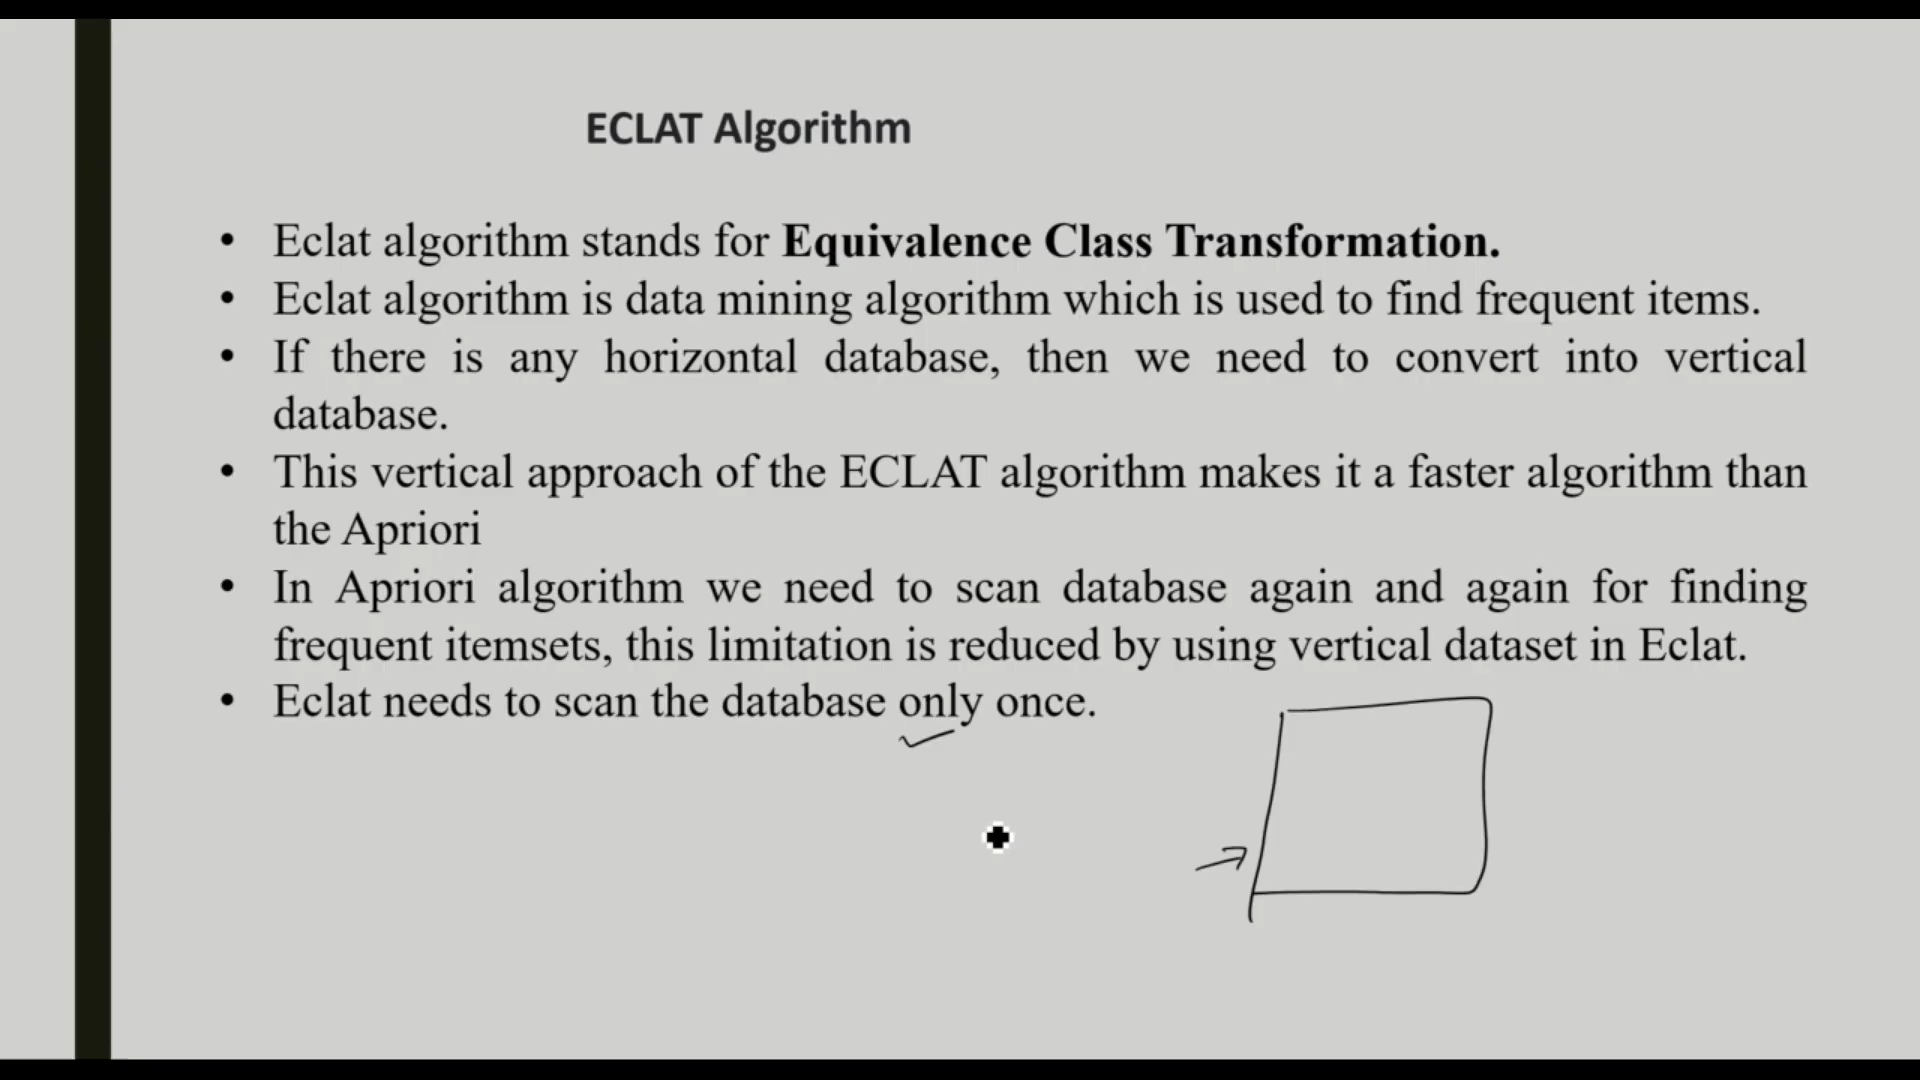 ECLAT Algorithm
• Eclat algorithm stands for Equivalence Class Transformation.
• Eclat algorithm is data mining algorithm which is used to find frequent items.
• If there is any horizontal database, then we need to convert into vertical
database.
• This vertical approach of the ECLAT algorithm makes it a faster algorithm than
the Apriori
• In Apriori algorithm we need to scan database again and again for finding
frequent itemsets, this limitation is reduced by using vertical dataset in Eclat.
• Eclat needs to scan the database only once.